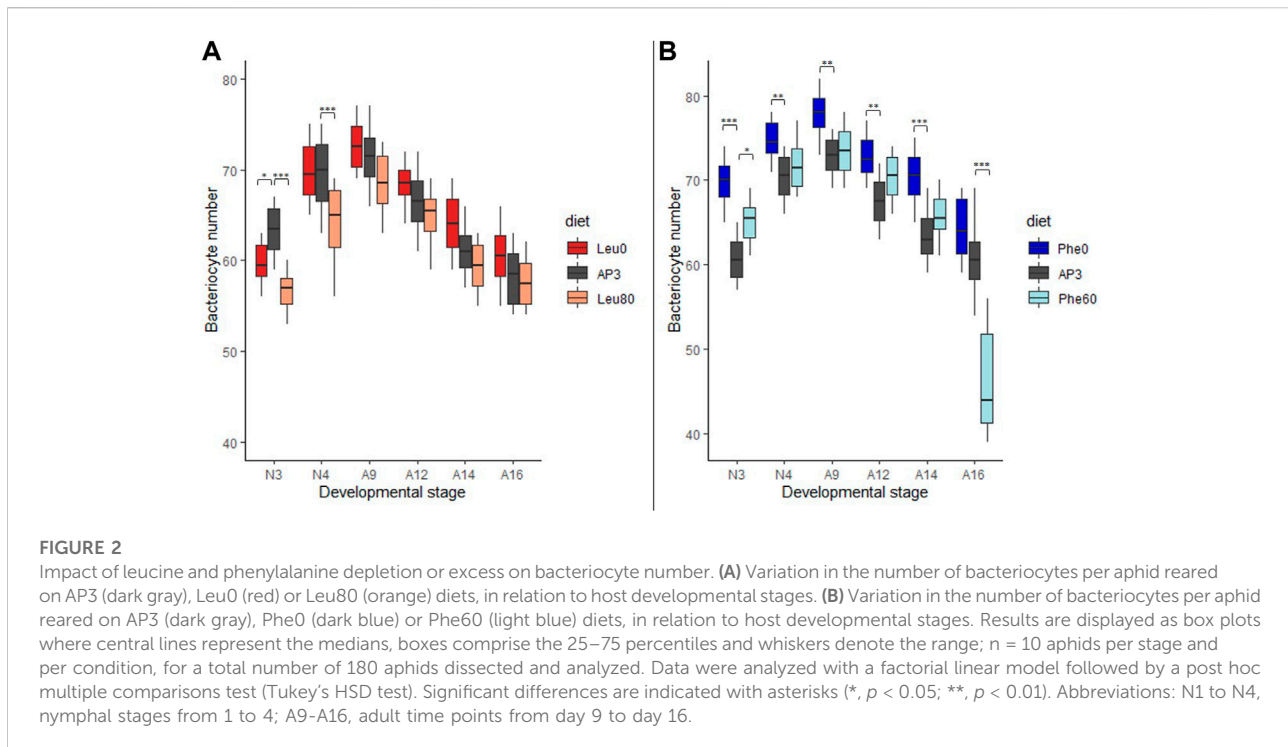 A
***
* ***
80
70
60
50
40
Bacteriocyte number
N3 N4 A9 A12 A14 A16
Developmental stage
diet
Leu0
AP3
Leu80
B
**
**
**
***
***
*
***
80
70
60
50
40
Bacteriocyte number
N3 N4 A9 A12 A14 A16
Developmental stage
diet
Phe0
AP3
Phe60
FIGURE 2
Impact of leucine and phenylalanine depletion or excess on bacteriocyte number. (A) Variation in the number of bacteriocytes per aphid reared
on AP3 (dark gray), Leu0 (red) or Leu80 (orange) diets, in relation to host developmental stages. (B) Variation in the number of bacteriocytes per aphid
reared on AP3 (dark gray), Phe0 (dark blue) or Phe60 (light blue) diets, in relation to host developmental stages. Results are displayed as box plots
where central lines represent the medians, boxes comprise the 25–75 percentiles and whiskers denote the range; n = 10 aphids per stage and
per condition, for a total number of 180 aphids dissected and analyzed. Data were analyzed with a factorial linear model followed by a post hoc
multiple comparisons test (Tukey's HSD test). Significant differences are indicated with asterisks (*, p < 0.05; **, p < 0.01). Abbreviations: N1 to N4,
nymphal stages from 1 to 4; A9-A16, adult time points from day 9 to day 16.